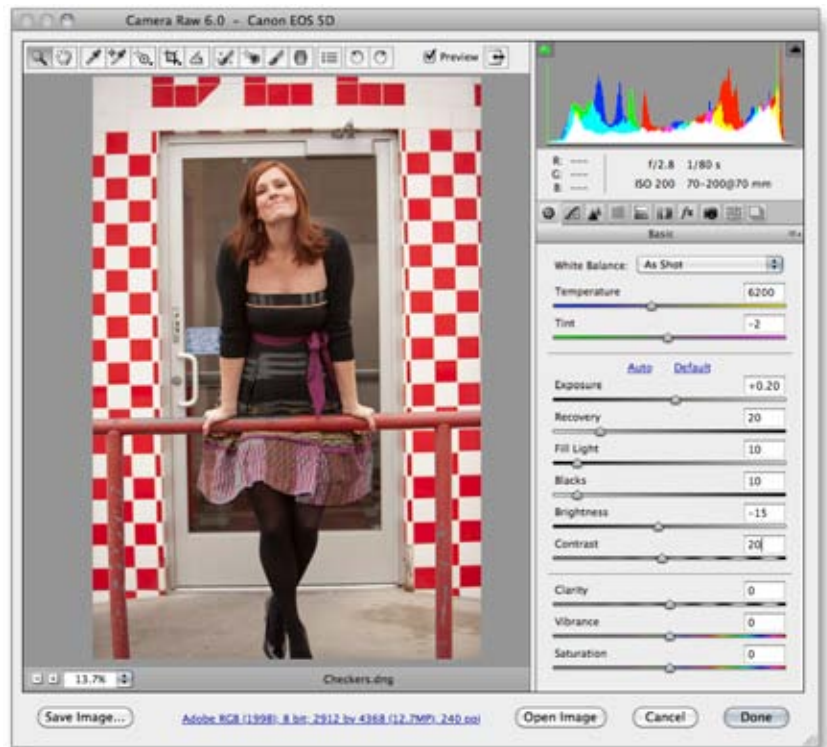 Camera Raw 6.0 – Canon EOS 5D
Preview
R: ----
G: ----
B: ----
f/2.8 1/80 s
ISO 200 70-200@70 mm
Basic
White Balance: As Shot
Temperature 6200
Tint -2
Auto Default
Exposure +0.20
Recovery 20
Fill Light 10
Blacks 10
Brightness -15
Contrast 20
Clarity 0
Vibrance 0
Saturation 0
13.7% Checkers.dng
Save Image... Adobe RGB (1998); 8 bit; 2912 by 4368 (12.7MP); 240 ppi Open Image Cancel Done